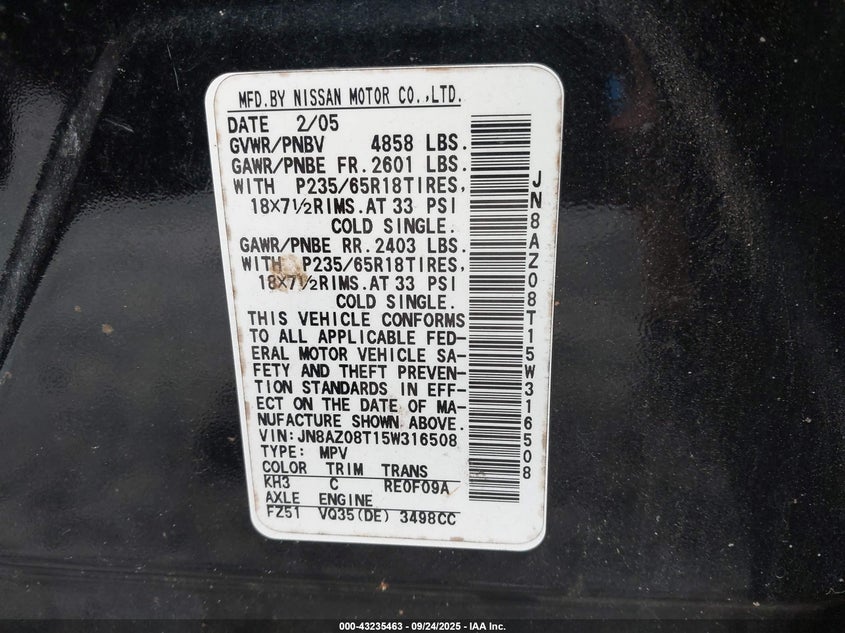 MFD.BY NISSAN MOTOR CO.,LTD.
DATE 2/05
GVWR/PNBV 4858 LBS.
GAWR/PNBE FR.2601 LBS.
WITH P235/65R18TIRES,
18×7½RIMS.AT 33 PSI
COLD SINGLE.
GAWR/PNBE RR.2403 LBS.
WITH P235/65R18TIRES,
18×7½RIMS.AT 33 PSI
COLD SINGLE.
THIS VEHICLE CONFORMS
TO ALL APPLICABLE FED-
ERAL MOTOR VEHICLE SA-
FETY AND THEFT PREVEN-
TION STANDARDS IN EFF-
ECT ON THE DATE OF MA-
NUFACTURE SHOWN ABOVE.
VIN:JN8AZ08T15W316508
TYPE: MPV
COLOR TRIM TRANS
KH3 C RE0F09A
AXLE ENGINE
FZ51 VQ35(DE) 3498CC
JN8AZ08T15W316508
000-43235463 - 09/24/2025 - IAA Inc.